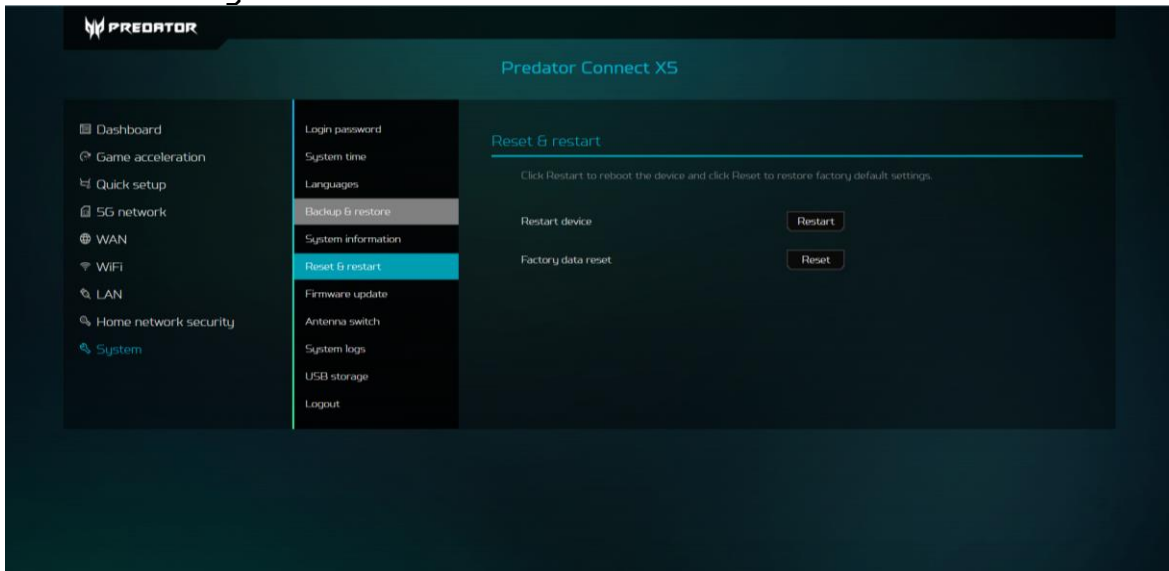 PREDATOR
Predator Connect X5
Dashboard
Game acceleration
Quick setup
5G network
WAN
WiFi
LAN
Home network security
System
Login password
System time
Languages
Backup & restore
System information
Reset & restart
Firmware update
Antenna switch
System logs
USB storage
Logout
Reset & restart
Click Restart to reboot the device and click Reset to restore factory default settings.
Restart device
Restart
Factory data reset
Reset